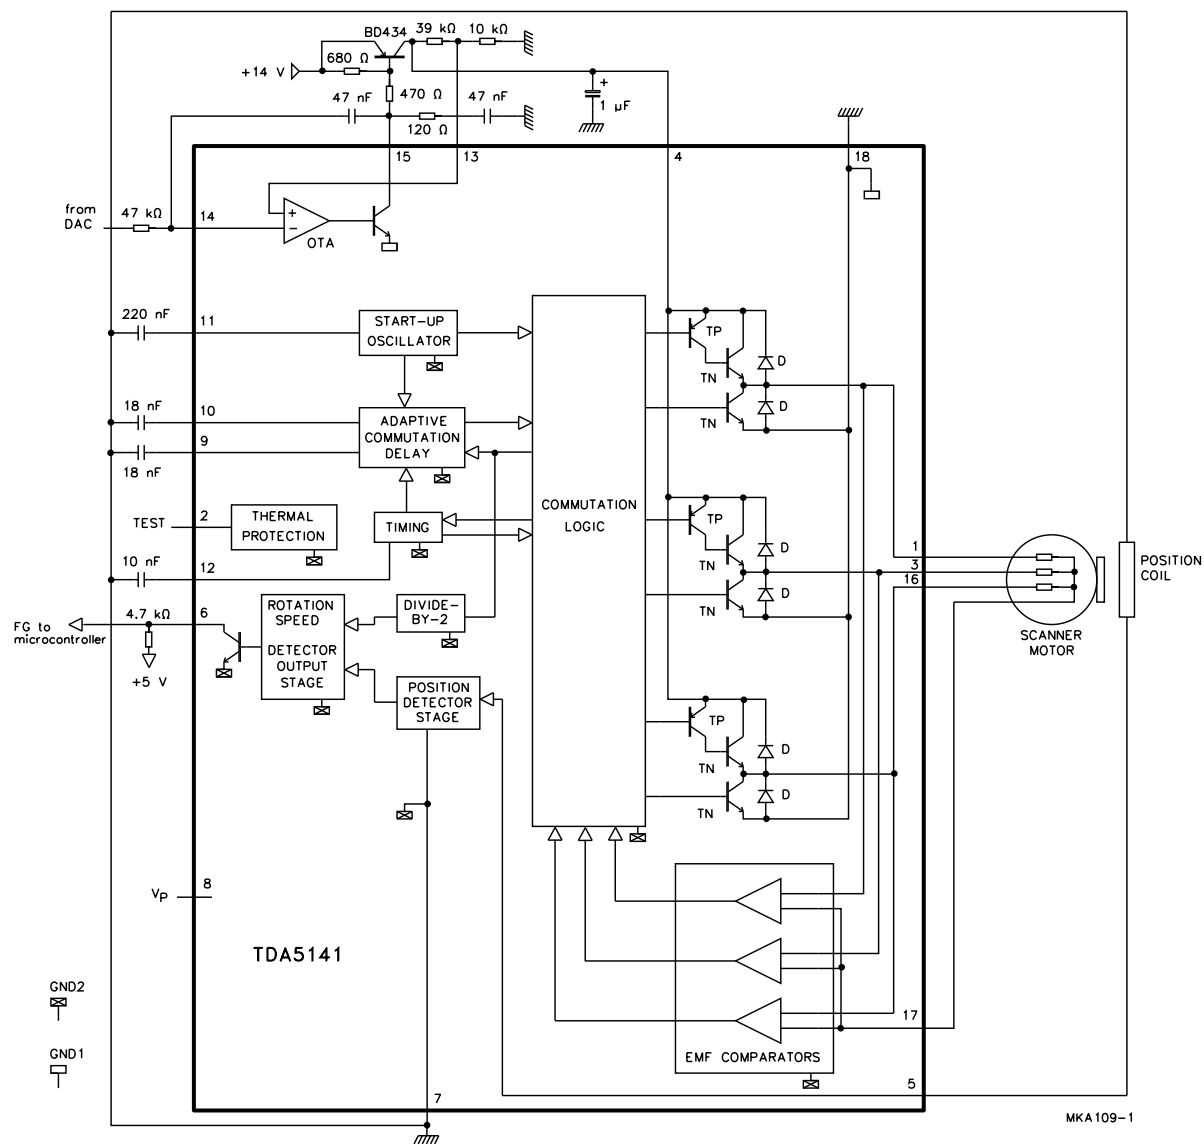 BD434
39 kΩ
10 kΩ
680 Ω
+14 V
470 Ω
47 nF
47 nF
120 Ω
+
1 μF
15
13
4
18
from
DAC
47 kΩ
14
+
−
OTA
220 nF
11
START–UP
OSCILLATOR
TP
TN
D
TN
D
18 nF
10
9
18 nF
ADAPTIVE
COMMUTATION
DELAY
COMMUTATION
LOGIC
TEST
2
THERMAL
PROTECTION
TIMING
TP
TN
D
TN
D
10 nF
12
1
3
16
POSITION
COIL
SCANNER
MOTOR
FG to
microcontroller
4.7 kΩ
6
+5 V
ROTATION
SPEED
DETECTOR
OUTPUT
STAGE
DIVIDE–
BY–2
POSITION
DETECTOR
STAGE
TP
TN
D
TN
D
VP
8
TDA5141
GND2
GND1
EMF COMPARATORS
17
5
7
MKA109–1